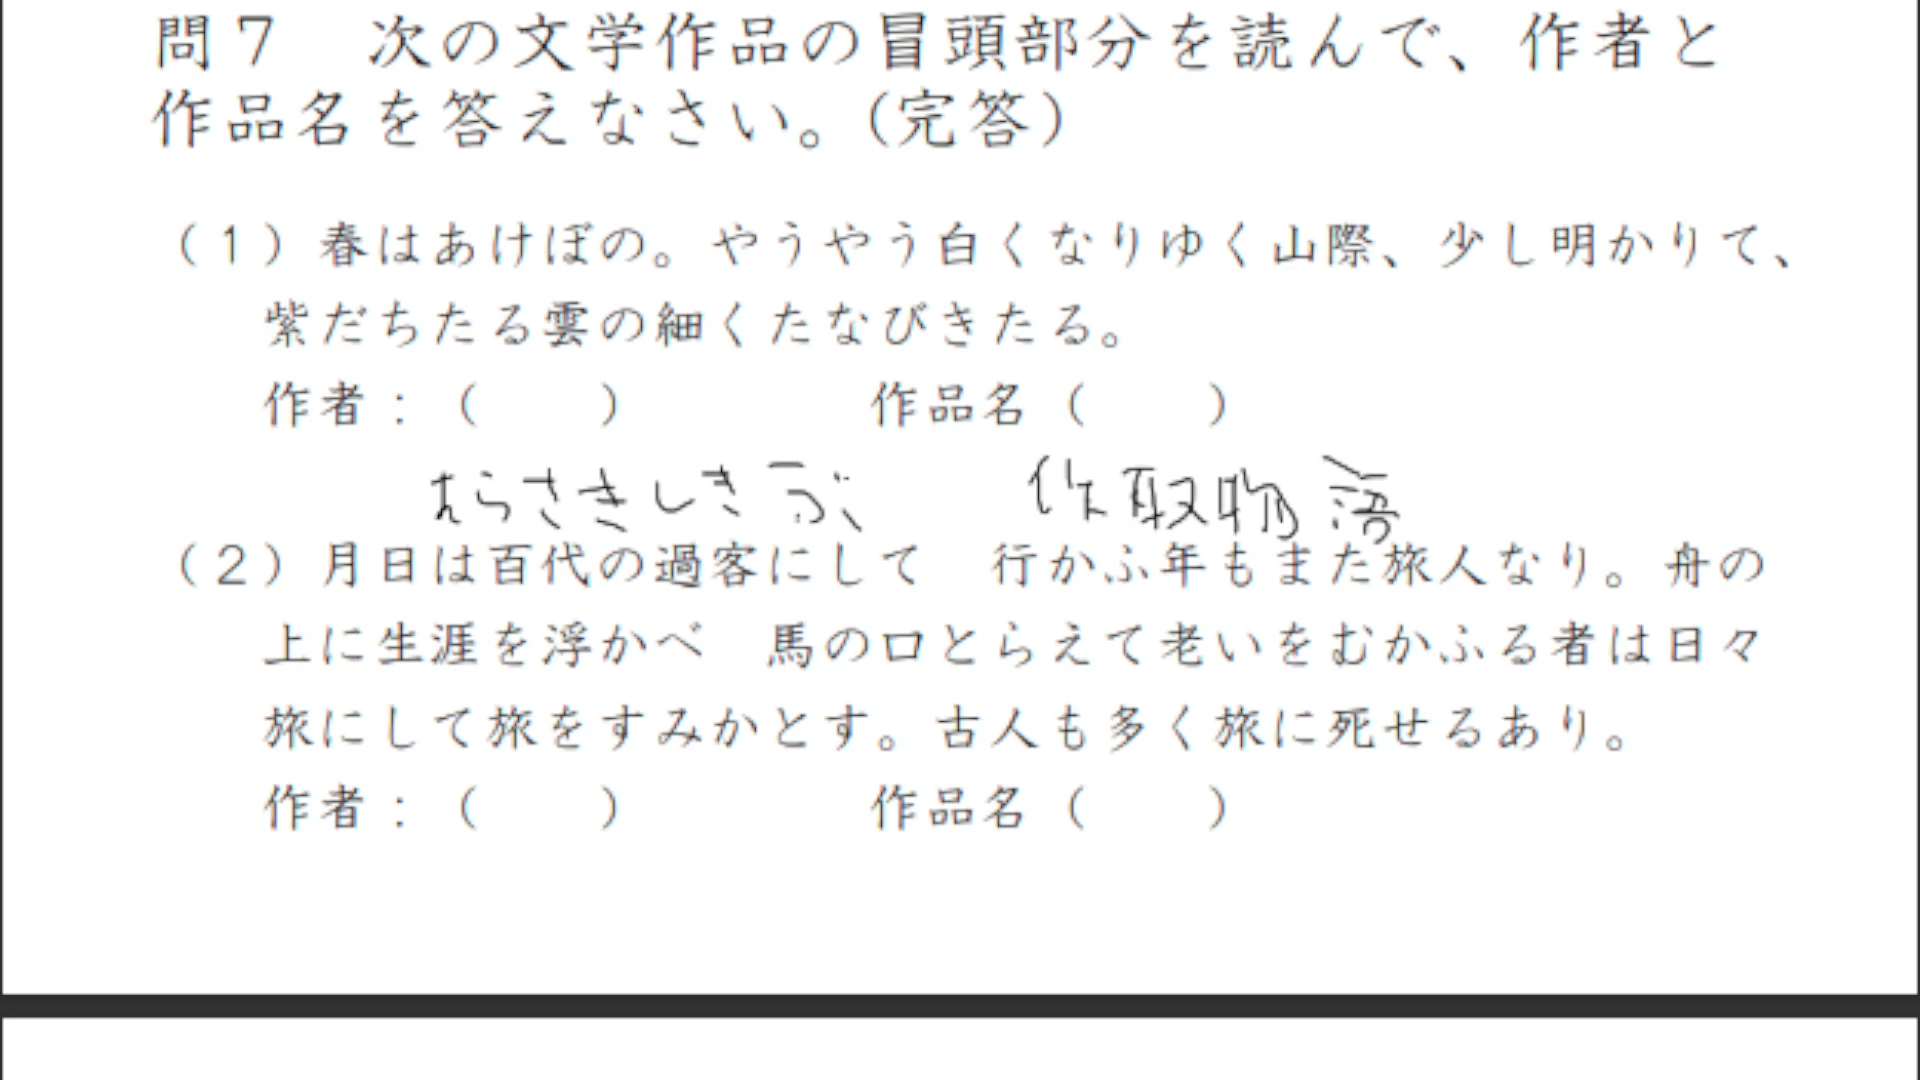 問７　次の文学作品の冒頭部分を読んで、作者と
作品名を答えなさい。（完答）
（１）春はあけぼの。やうやう白くなりゆく山際、少し明かりて、
紫だちたる雲の細くたなびきたる。
作者：（　　）　　　　作品名（　　）
むらさきしきぶ　　作取物語
（２）月日は百代の過客にして　行かふ年もまた旅人なり。舟の
上に生涯を浮かべ　馬の口とらえて老いをむかふる者は日々
旅にして旅をすみかとす。古人も多く旅に死せるあり。
作者：（　　）　　　　作品名（　　）